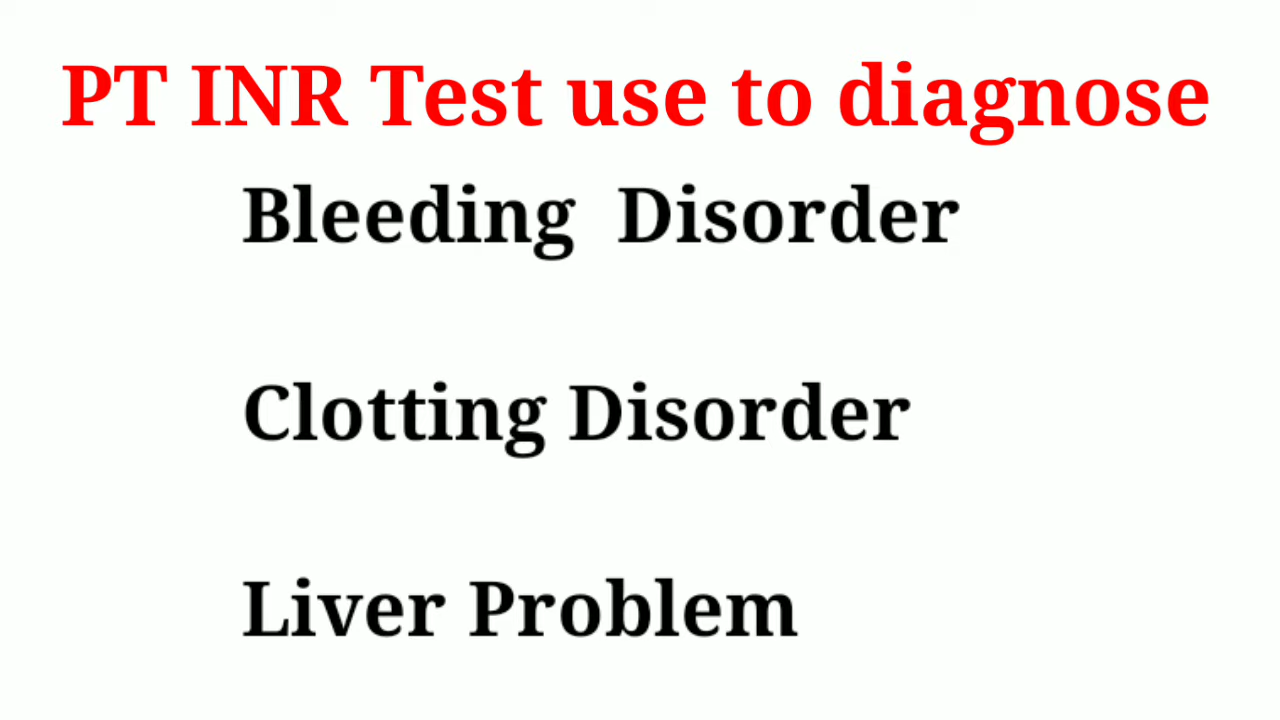 PT INR Test use to diagnose
Bleeding Disorder
Clotting Disorder
Liver Problem